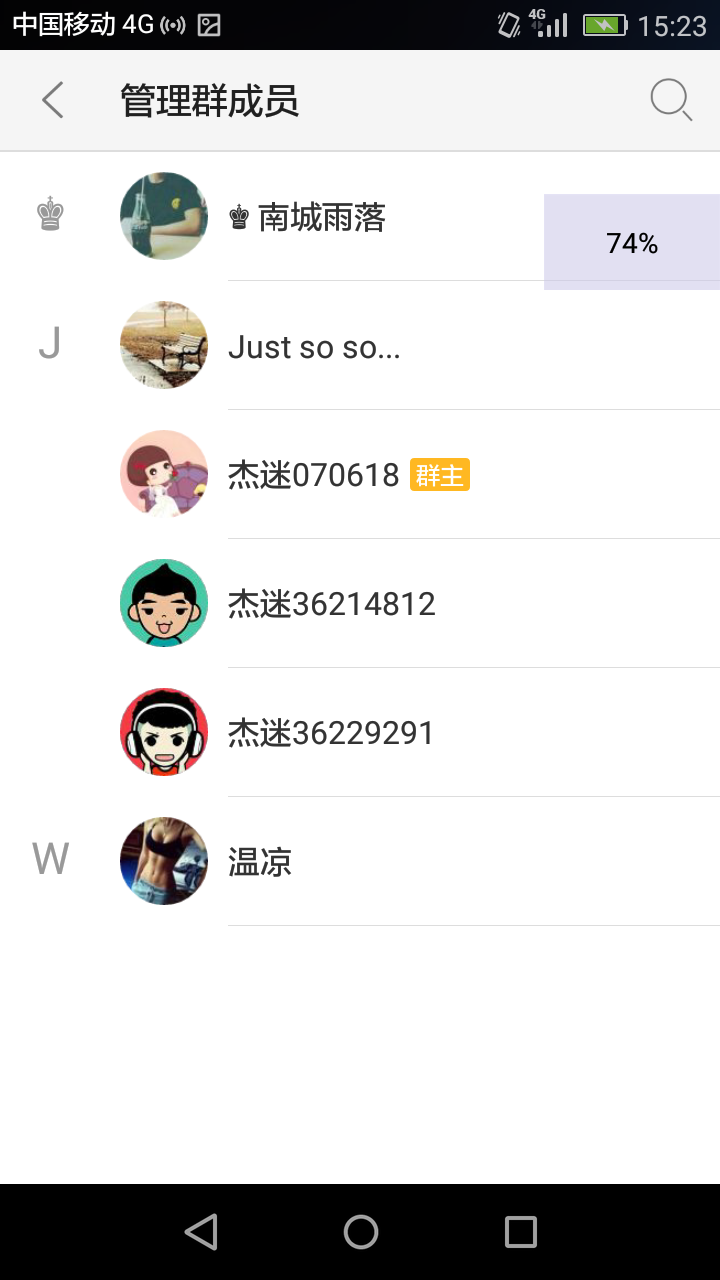 中国移动 4G 4G 15:23
管理群成员
♚ ♚ 南城雨落
74%
J Just so so...
杰迷070618 群主
杰迷36214812
杰迷36229291
W 温凉